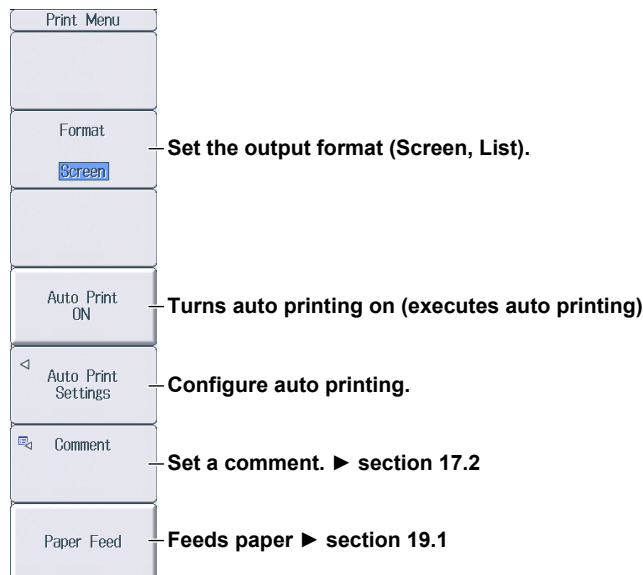 Print Menu
Format
Screen
Set the output format (Screen, List).
Auto Print
ON
Turns auto printing on (executes auto printing)
Auto Print
Settings
Configure auto printing.
Comment
Set a comment. ► section 17.2
Paper Feed
Feeds paper ► section 19.1